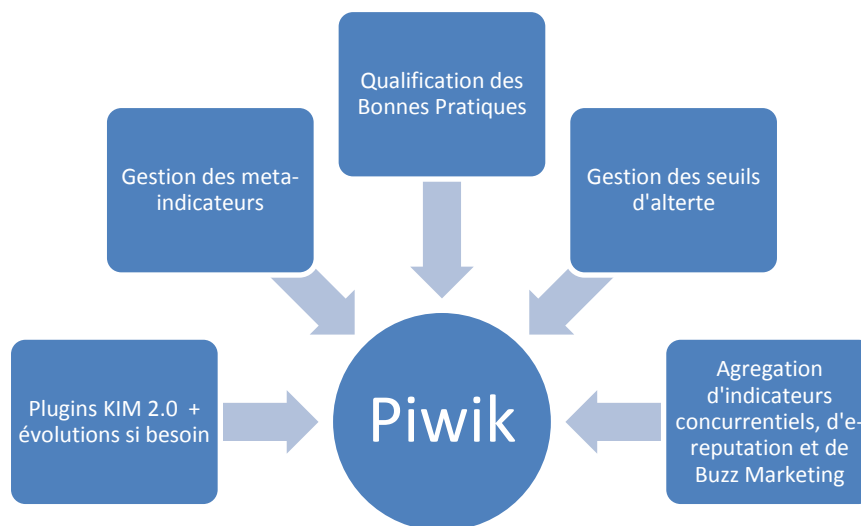 Qualification des
Bonnes Pratiques
Gestion des meta-
indicateurs
Gestion des seuils
d'alterte
Plugins KIM 2.0 +
évolutions si besoin
Piwik
Agregation
d'indicateurs
concurrentiels, d'e-
reputation et de
Buzz Marketing